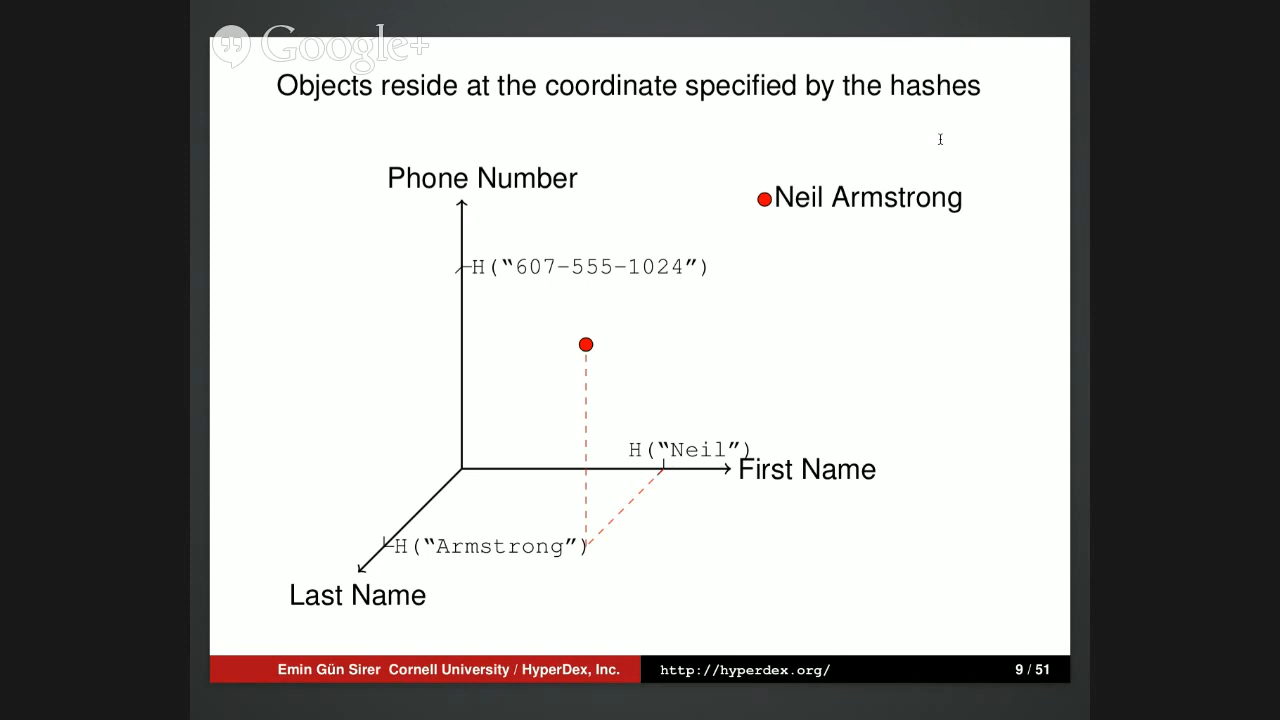 Google+
Objects reside at the coordinate specified by the hashes
Phone Number
Neil Armstrong
H(“607-555-1024”)
H(“Neil”)
First Name
H(“Armstrong”)
Last Name
Emin Gün Sirer Cornell University / HyperDex, Inc. http://hyperdex.org/ 9 / 51